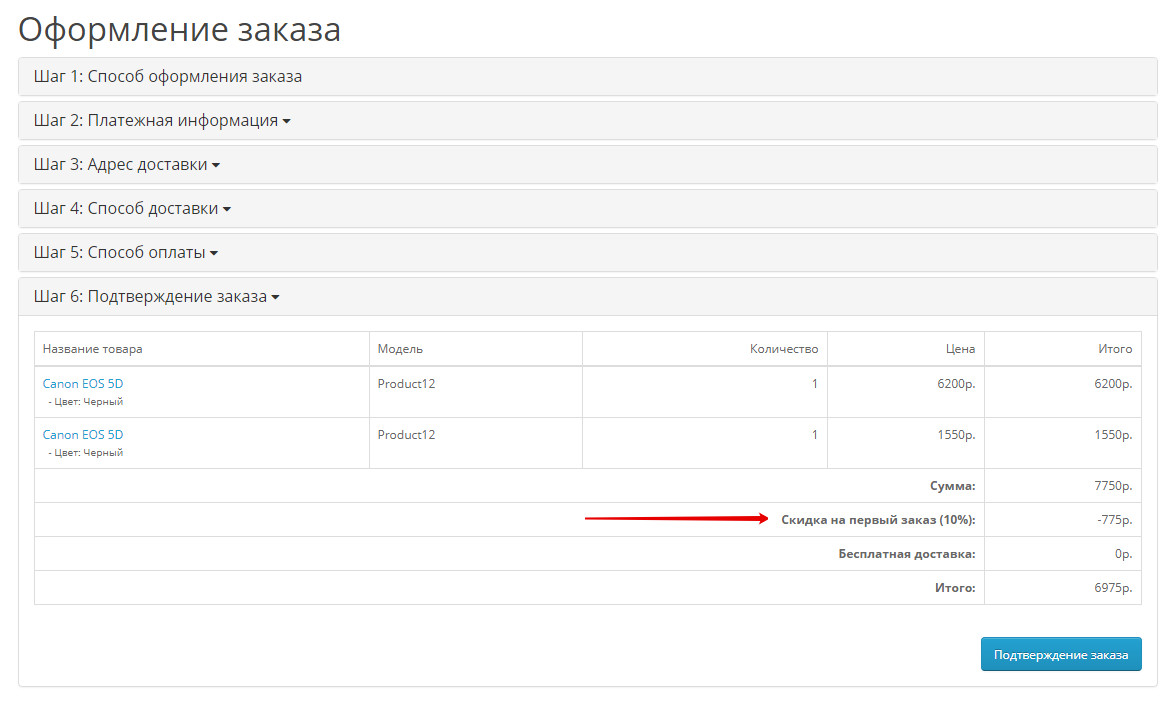 Оформление заказа
Шаг 1: Способ оформления заказа
Шаг 2: Платежная информация
Шаг 3: Адрес доставки
Шаг 4: Способ доставки
Шаг 5: Способ оплаты
Шаг 6: Подтверждение заказа
Название товара Модель Количество Цена Итого
Canon EOS 5D Product12 1 6200р. 6200р.
- Цвет: Черный
Canon EOS 5D Product12 1 1550р. 1550р.
- Цвет: Черный
Сумма: 7750р.
Скидка на первый заказ (10%): -775р.
Бесплатная доставка: 0р.
Итого: 6975р.
Подтверждение заказа